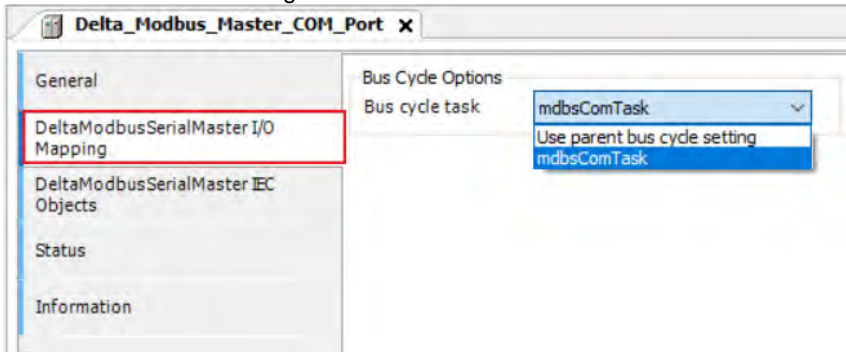 Delta_Modbus_Master_COM_Port X
General
DeltaModbusSerialMaster I/O
Mapping
DeltaModbusSerialMaster IEC
Objects
Status
Information
Bus Cycle Options
Bus cycle task mdbsComTask
Use parent bus cycle setting
mdbsComTask